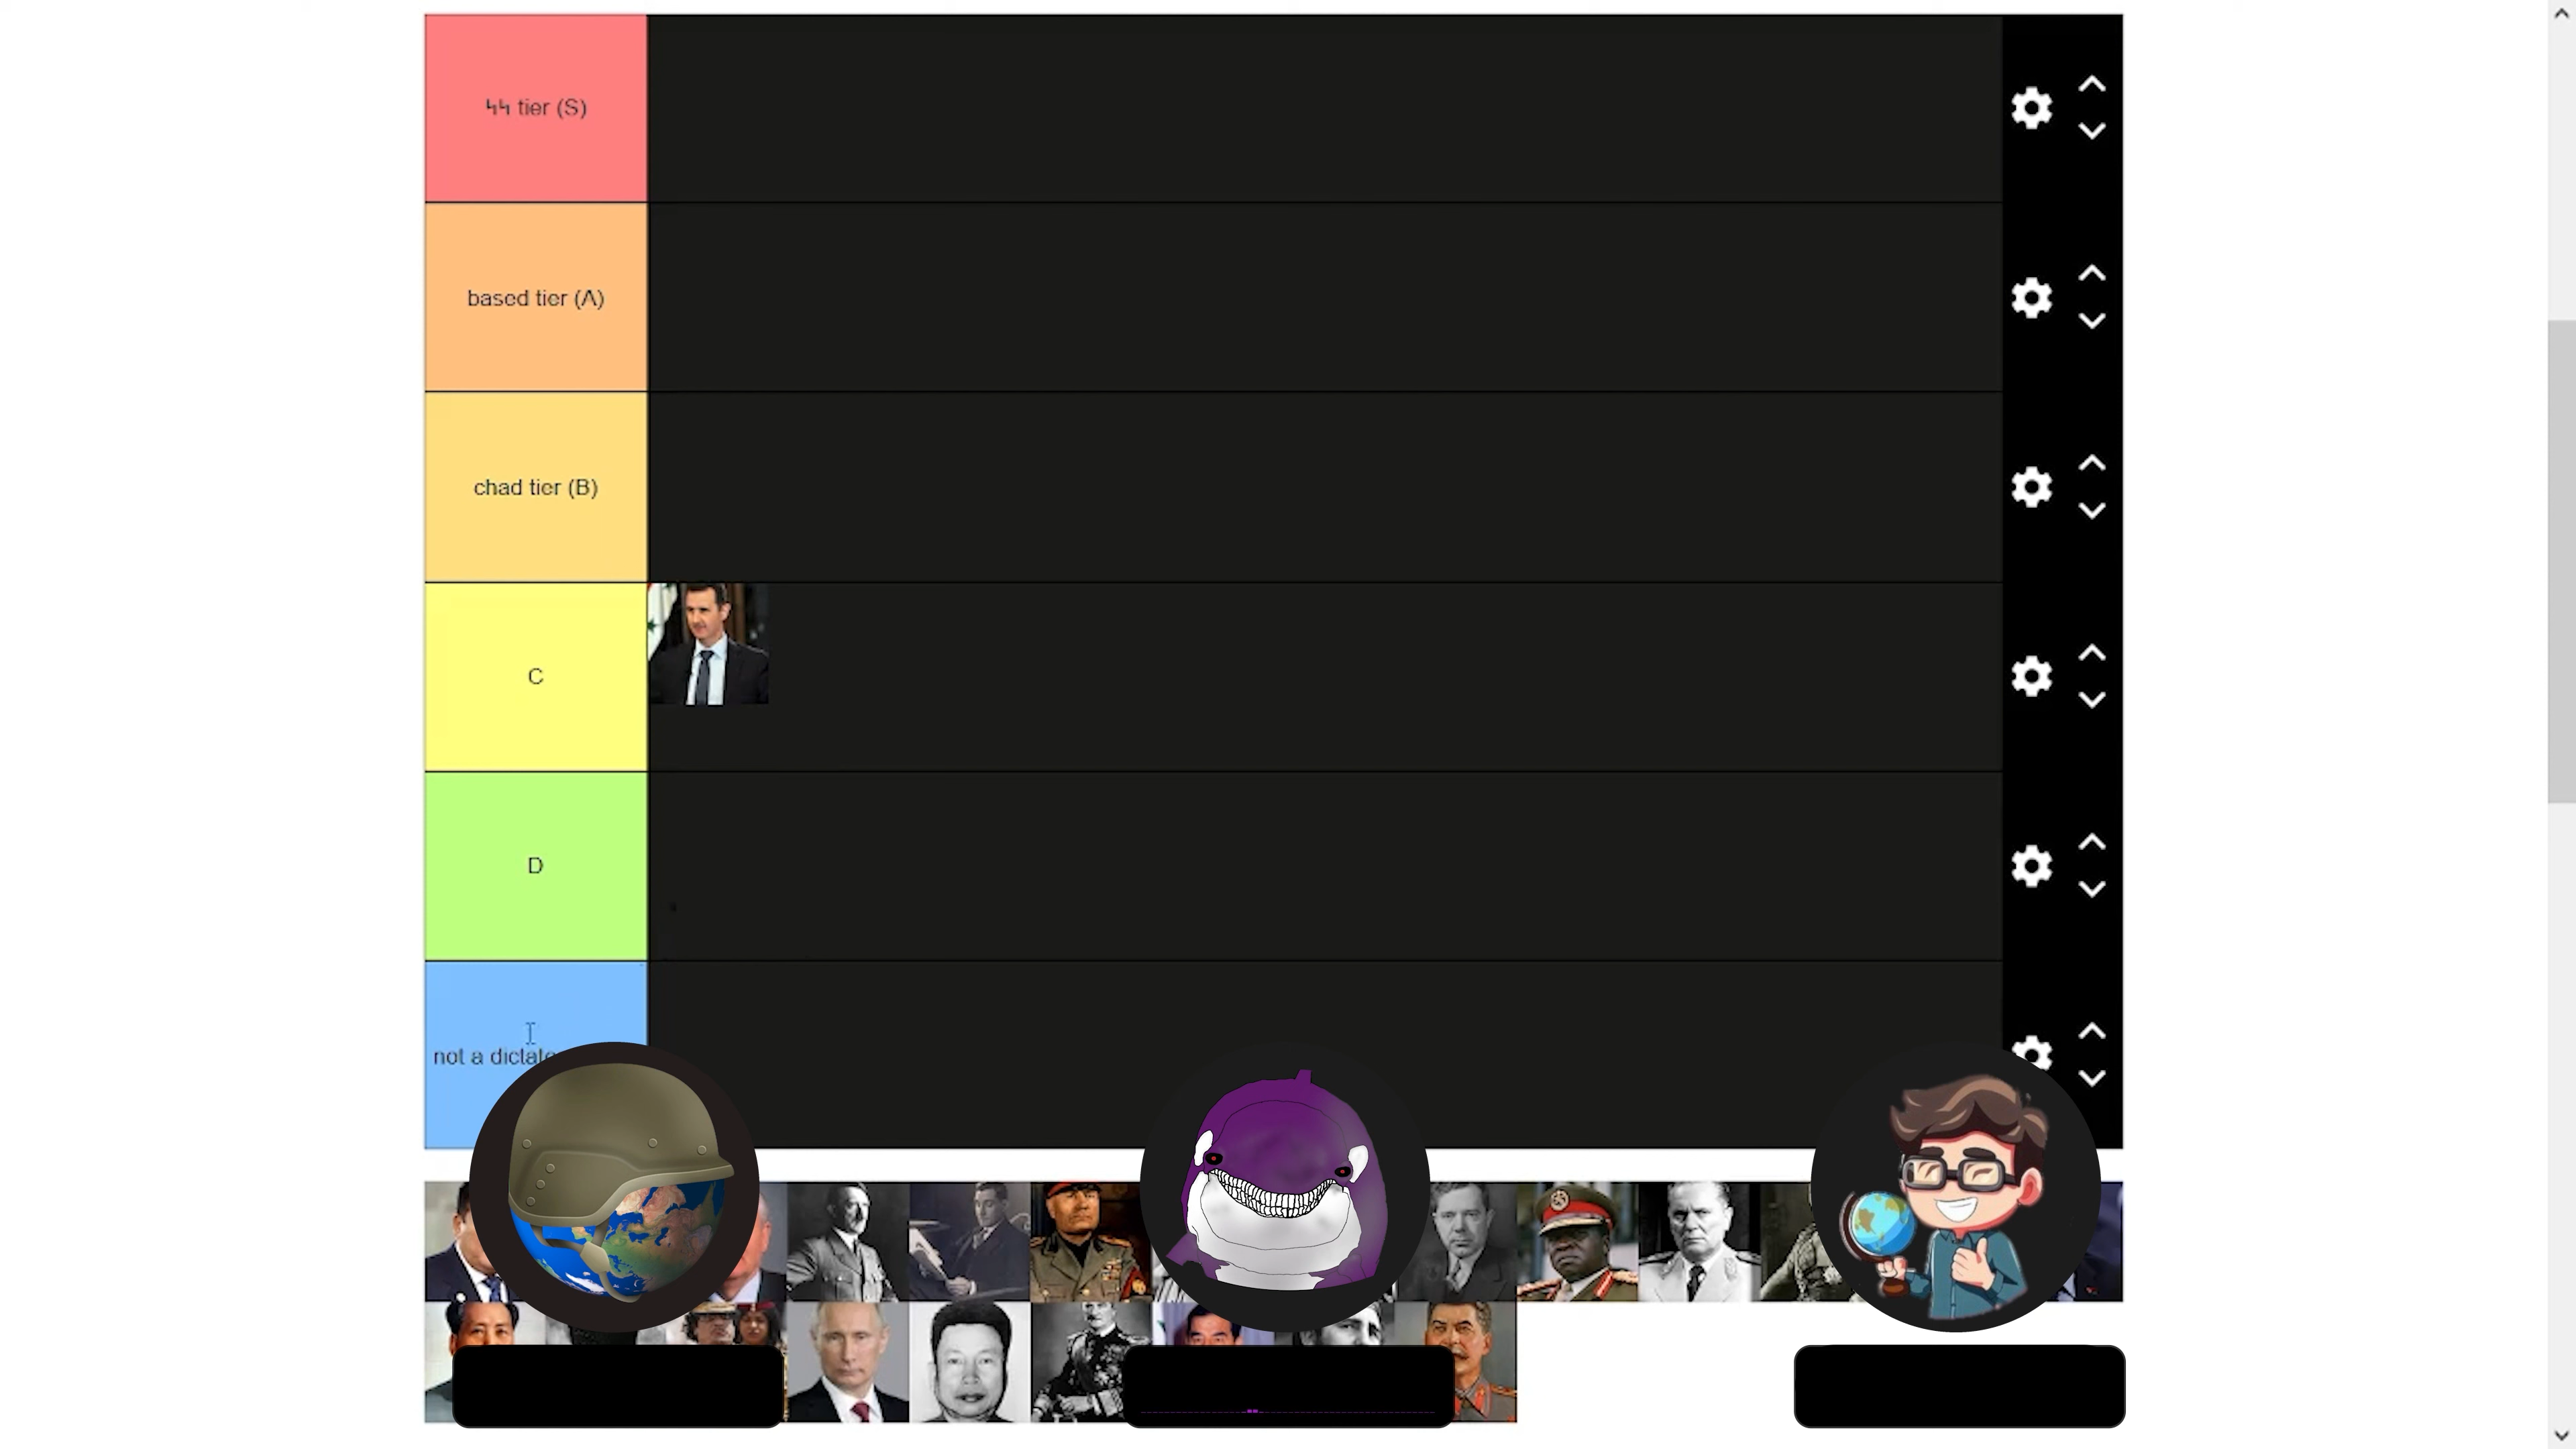 ϟϟ tier (S)
based tier (A)
chad tier (B)
C
D
not a